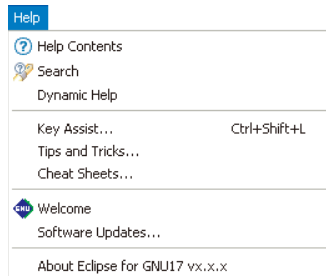 Help
Help Contents
Search
Dynamic Help
Key Assist... Ctrl+Shift+L
Tips and Tricks...
Cheat Sheets...
GNU Welcome
Software Updates...
About Eclipse for GNU17 vx.x.x